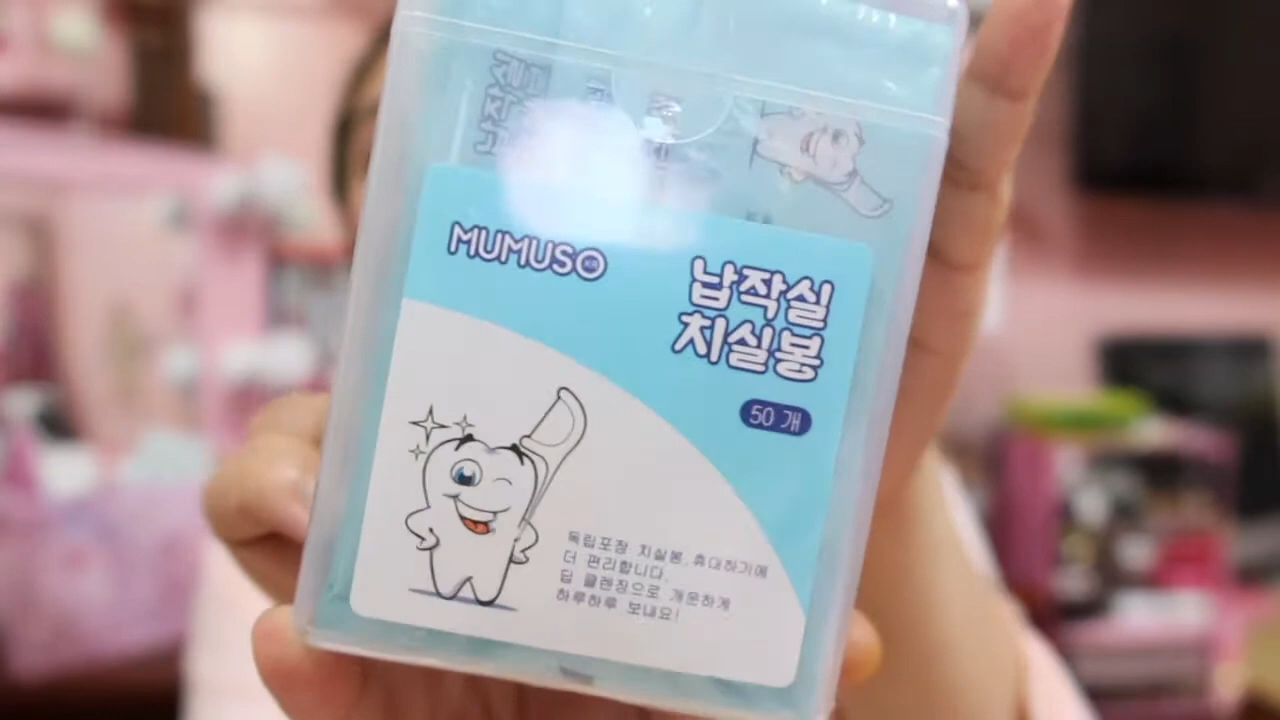 MUMUSO
납작실
치실봉
50 개
독립포장 치실봉, 휴대하기에
더 편리합니다.
딥 클렌징으로 개운하게
하루하루 보내요!